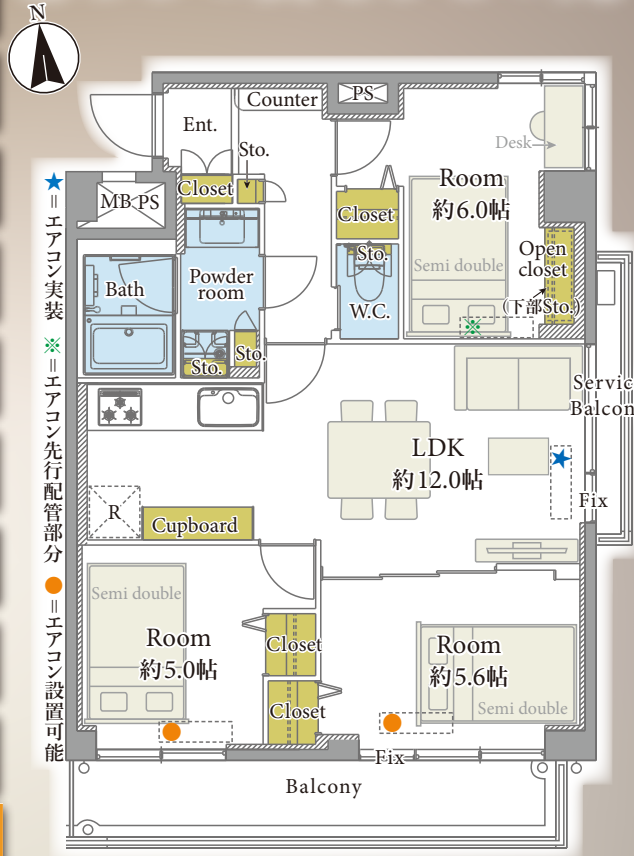 N
Counter
PS
Ent.
Sto.
Desk
Closet
Room
約6.0帖
MB PS
Closet
Semi double
Open
closet
(下部Sto.)
Sto.
Bath
Powder
room
W.C.
※
Sto.
Sto.
Service
Balcon
LDK
約12.0帖
★
Fix
R
Cupboard
Semi double
Room
約5.0帖
Closet
Room
約5.6帖
Closet
Semi double
Fix
Balcony
★=エアコン実装 ※=エアコン先行配管部分 ●=エアコン設置可能